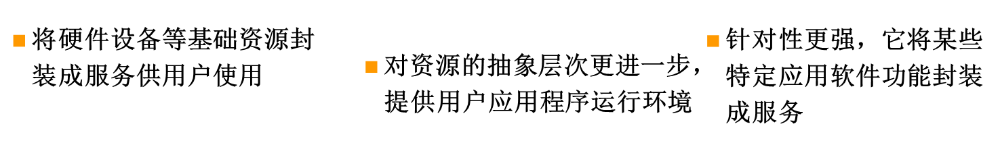 将硬件设备等基础资源封
装成服务供用户使用
对资源的抽象层次更进一步，
提供用户应用程序运行环境
针对性更强，它将某些
特定应用软件功能封装
成服务